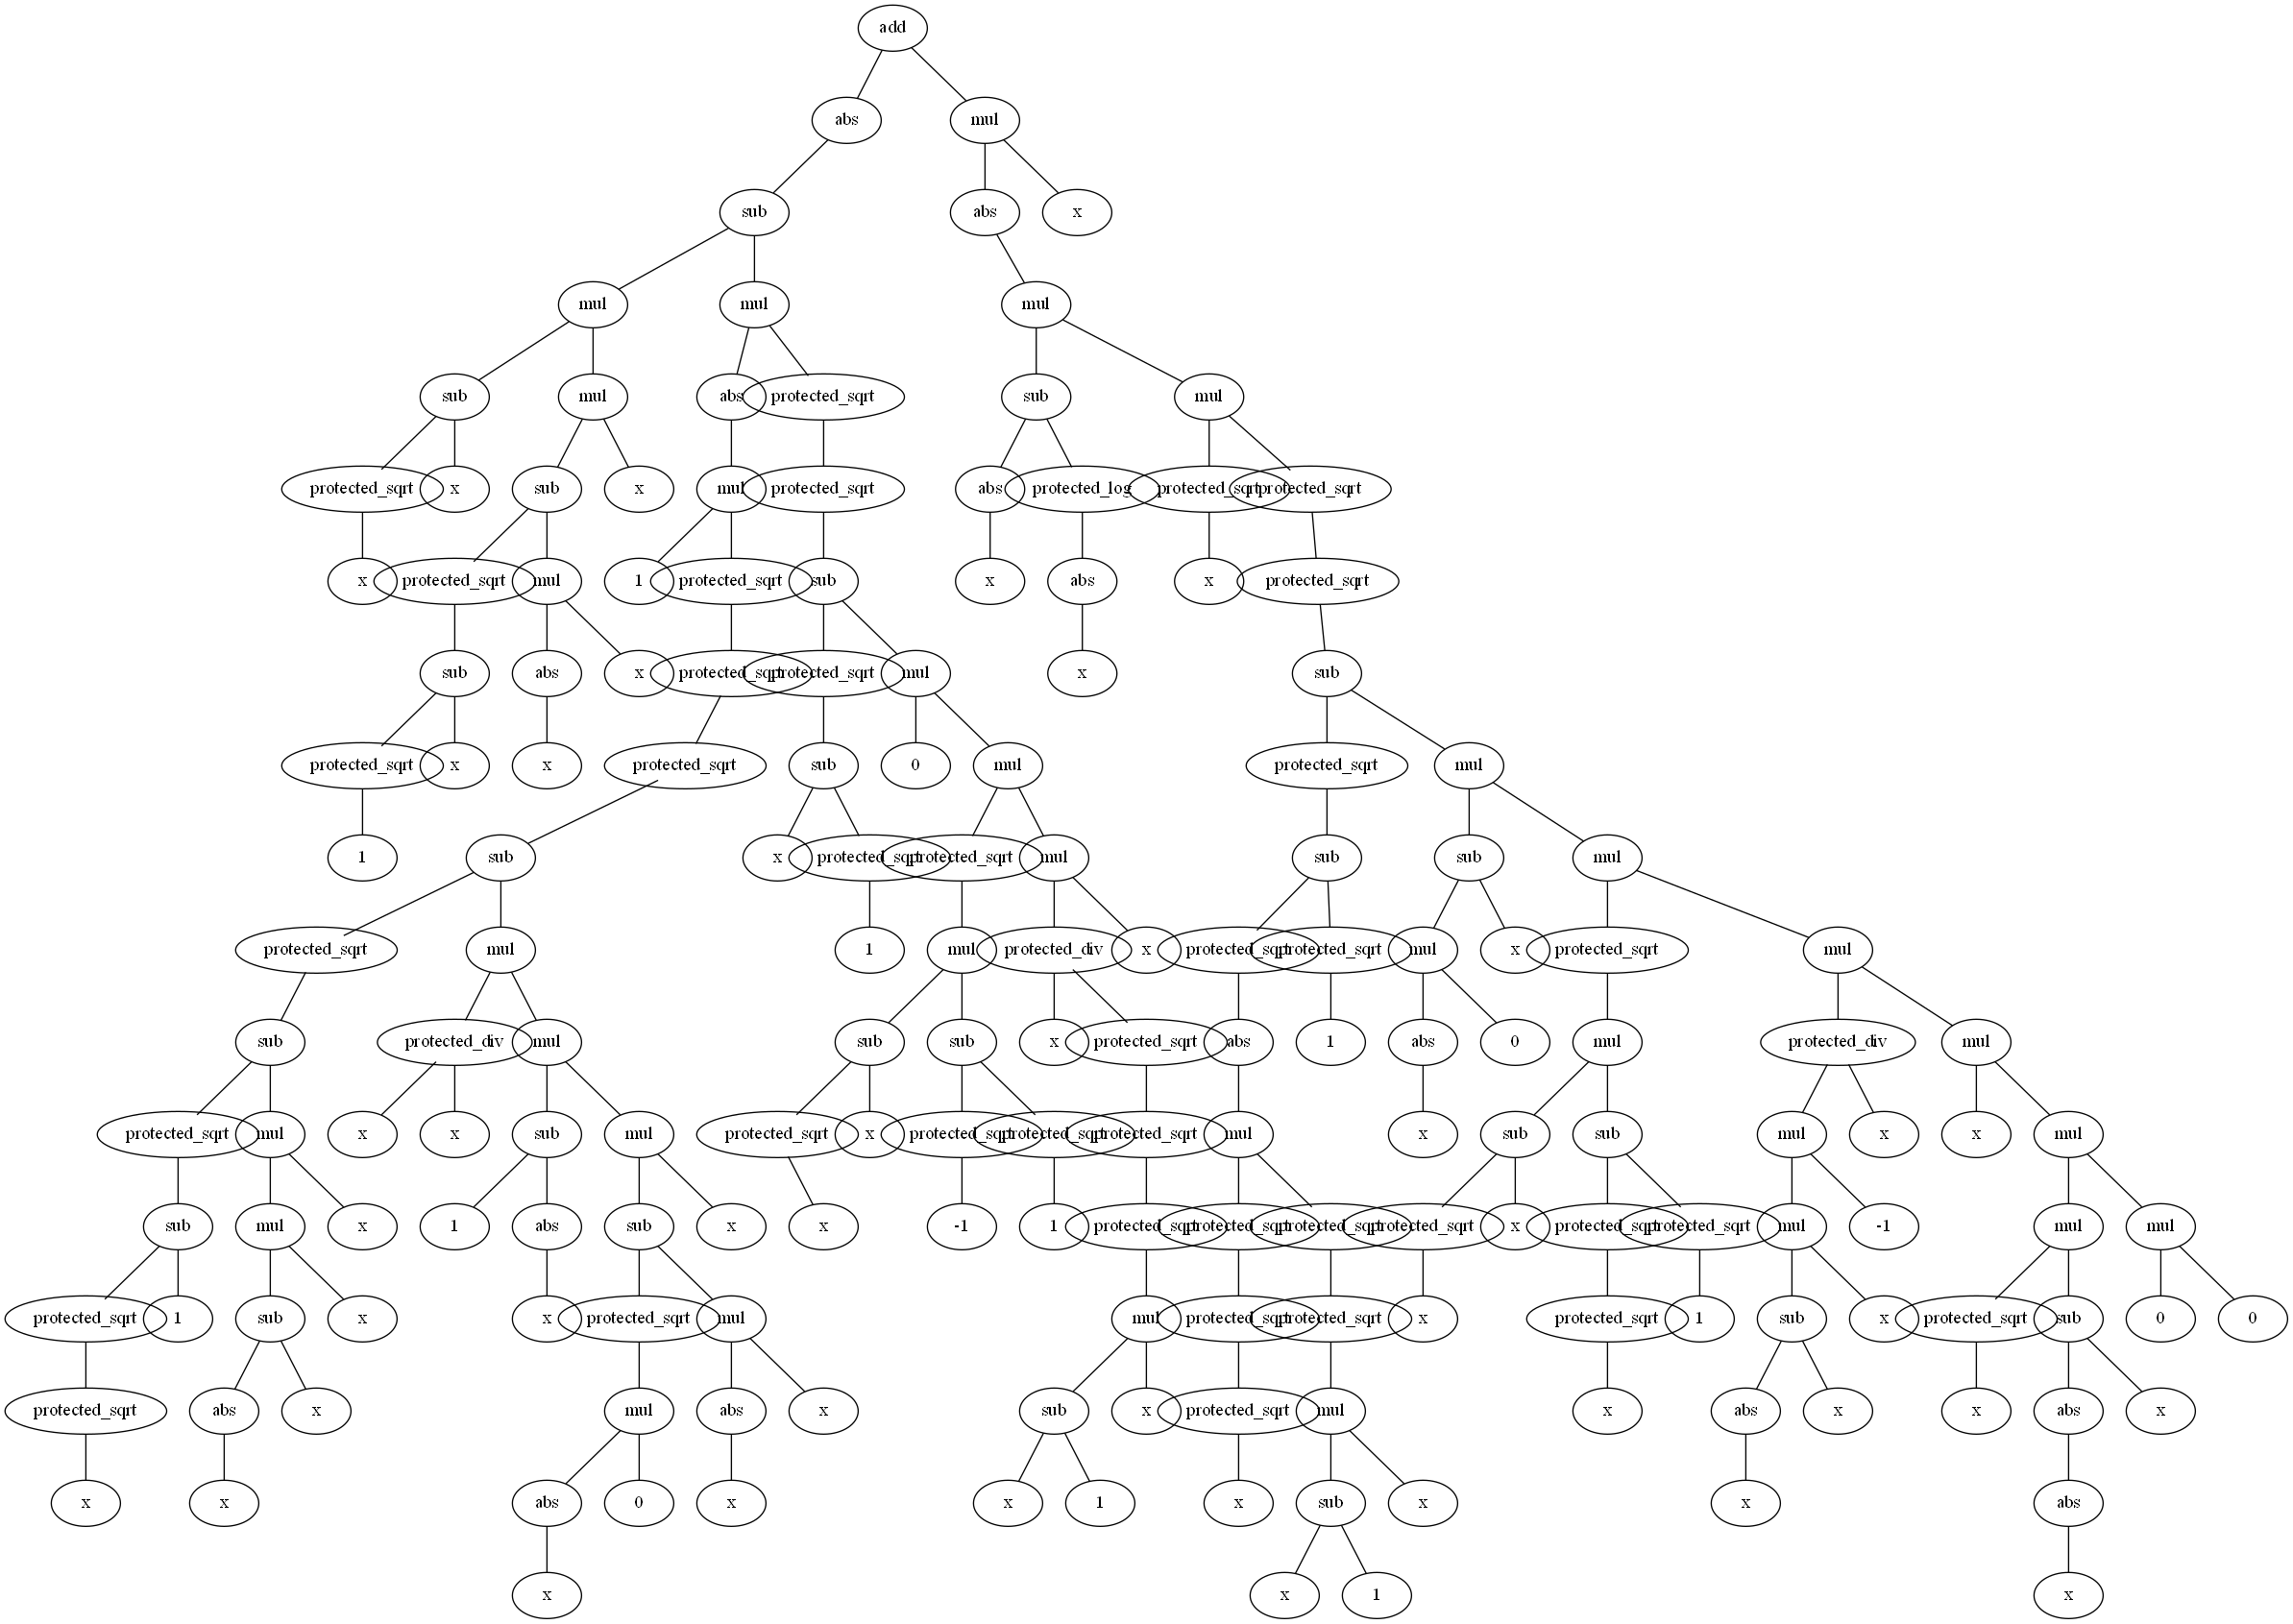 add
abs mul
sub abs x
mul mul mul
sub mul abs protected_sqrt sub mul
protected_sqrt x sub x mul protected_sqrt abs protected_log protected_sqrt protected_sqrt
x protected_sqrt mul 1 protected_sqrt sub x abs x protected_sqrt
sub abs x protected_sqrt protected_sqrt mul x sub
protected_sqrt x x protected_sqrt sub 0 mul protected_sqrt mul
1 sub x protected_sqrt protected_sqrt mul sub sub mul
protected_sqrt mul 1 mul protected_div x protected_sqrt protected_sqrt mul x protected_sqrt mul
sub protected_div mul sub sub x protected_sqrt abs 1 abs 0 mul protected_div mul
protected_sqrt mul x x sub mul protected_sqrt x protected_sqrt protected_sqrt protected_sqrt mul x sub sub mul x x mul
sub mul x 1 abs sub x x -1 1 protected_sqrt protected_sqrt protected_sqrt protected_sqrt x protected_sqrt protected_sqrt mul -1 mul mul
protected_sqrt 1 sub x x protected_sqrt mul mul protected_sqrt protected_sqrt x protected_sqrt 1 sub x protected_sqrt sub 0 0
protected_sqrt abs x mul abs x sub x protected_sqrt mul x abs x x abs x
x x abs 0 x x 1 x sub x x abs
x x 1 x